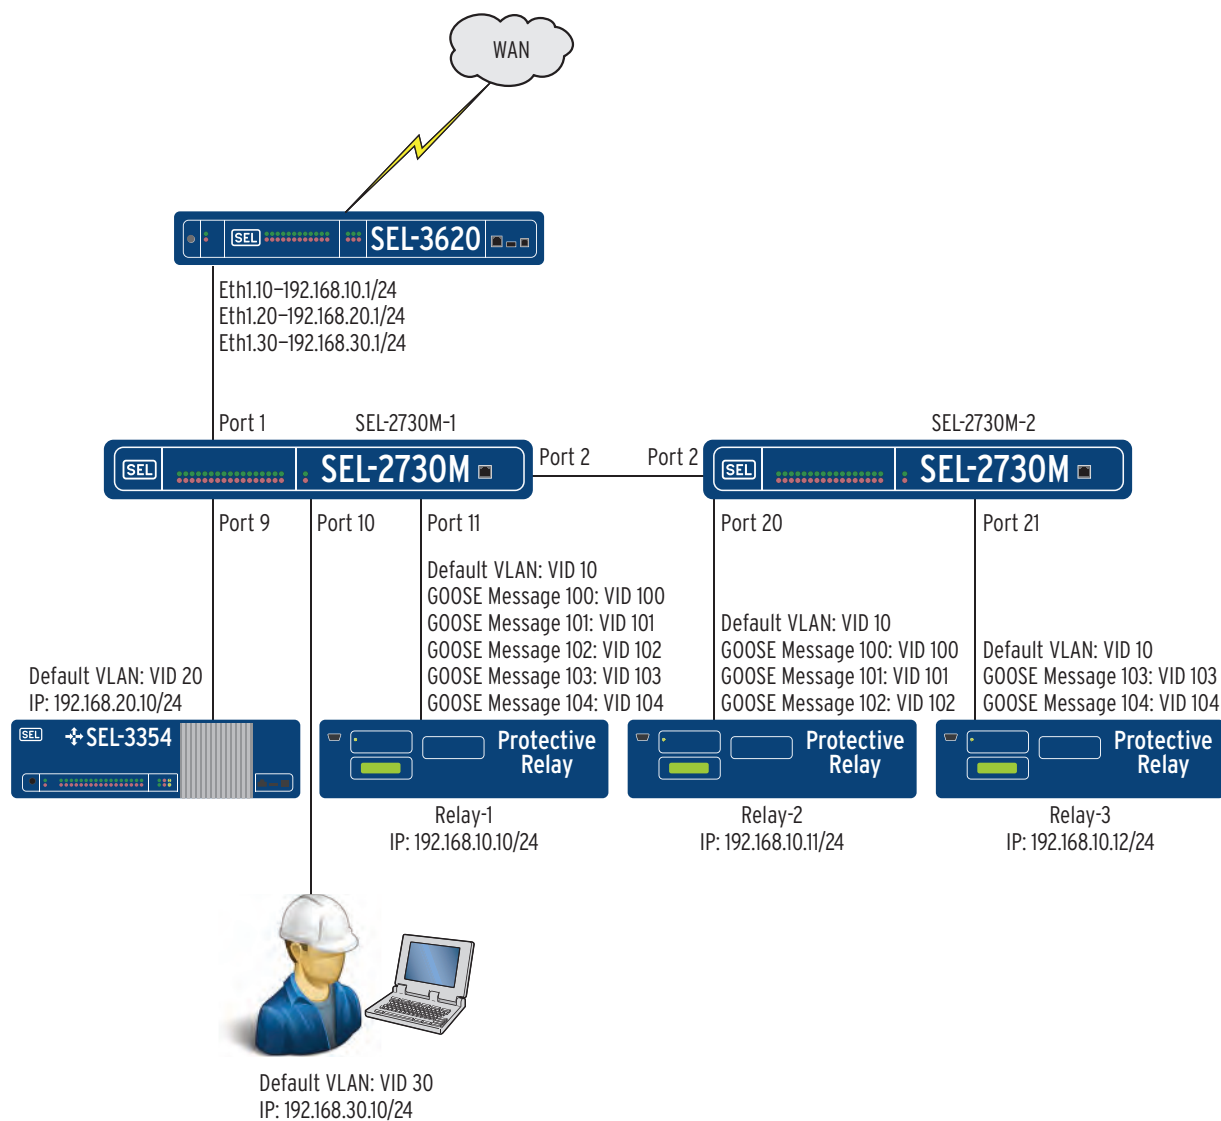 WAN
SEL
SEL-3620
Eth1.10–192.168.10.1/24
Eth1.20–192.168.20.1/24
Eth1.30–192.168.30.1/24
Port 1
SEL-2730M-1
SEL-2730M-2
SEL
SEL-2730M
Port 2
Port 2
SEL
SEL-2730M
Port 9
Port 10
Port 11
Port 20
Port 21
Default VLAN: VID 10
GOOSE Message 100: VID 100
GOOSE Message 101: VID 101
GOOSE Message 102: VID 102
GOOSE Message 103: VID 103
GOOSE Message 104: VID 104
Default VLAN: VID 10
GOOSE Message 100: VID 100
GOOSE Message 101: VID 101
GOOSE Message 102: VID 102
Default VLAN: VID 10
GOOSE Message 103: VID 103
GOOSE Message 104: VID 104
Default VLAN: VID 20
IP: 192.168.20.10/24
SEL
SEL-3354
Protective
Relay
Protective
Relay
Protective
Relay
Relay-1
IP: 192.168.10.10/24
Relay-2
IP: 192.168.10.11/24
Relay-3
IP: 192.168.10.12/24
Default VLAN: VID 30
IP: 192.168.30.10/24